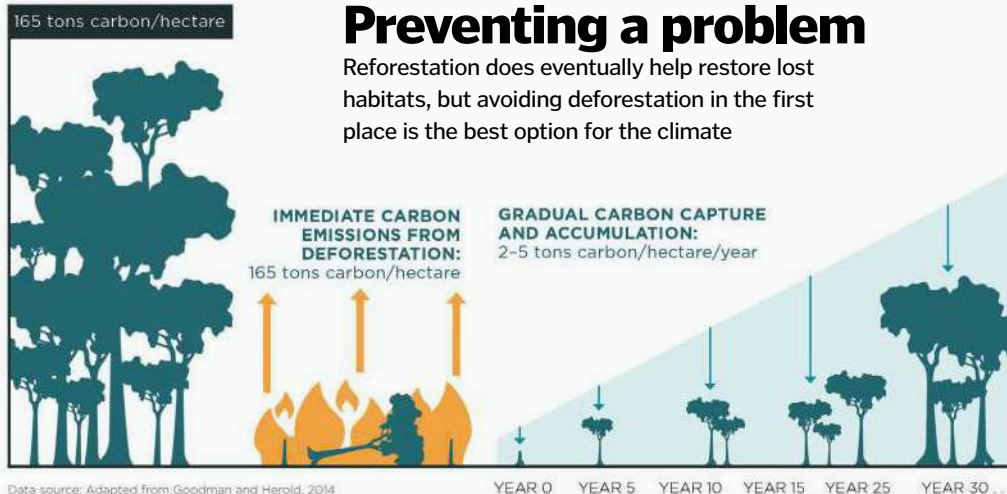 165 tons carbon/hectare
Preventing a problem
Reforestation does eventually help restore lost
habitats, but avoiding deforestation in the first
place is the best option for the climate
IMMEDIATE CARBON
EMISSIONS FROM
DEFORESTATION:
165 tons carbon/hectare
GRADUAL CARBON CAPTURE
AND ACCUMULATION:
2–5 tons carbon/hectare/year
Data source: Adapted from Goodman and Herold, 2014
YEAR 0 YEAR 5 YEAR 10 YEAR 15 YEAR 25 YEAR 30 . .